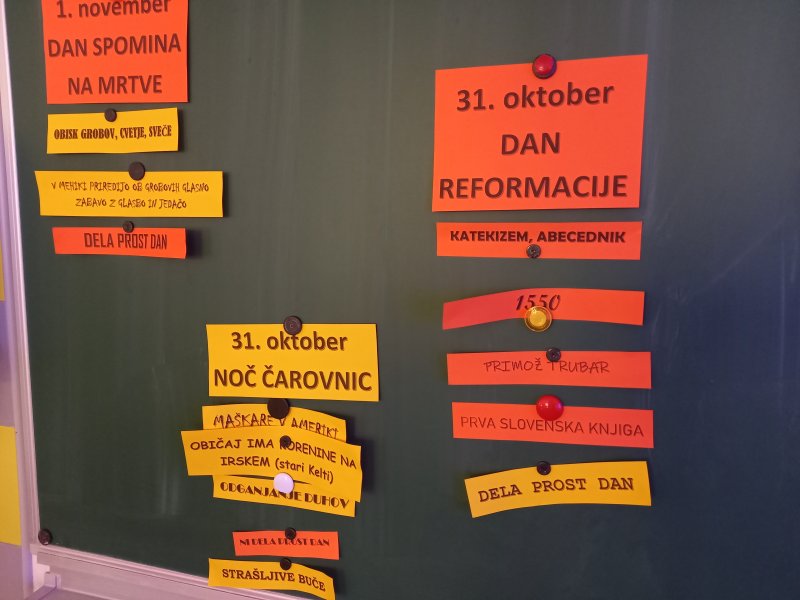 1. november
DAN SPOMINA
NA MRTVE
OBISK GROBOV, CVETJE, SVEČE
V MEHIKI PRIREDIJO OB GROBOVIH GLASNO
ZABAVO Z GLASBO IN JEDAČO
DELA PROST DAN
31. oktober
NOČ ČAROVNIC
MAŠKARE V AMERIKI
OBIČAJ IMA KORENINE NA
IRSKEM (stari Kelti)
ODGANJANJE DUHOV
NI DELA PROST DAN
STRAŠLJIVE BUČE
31. oktober
DAN
REFORMACIJE
KATEKIZEM, ABECEDNIK
1550
PRIMOŽ TRUBAR
PRVA SLOVENSKA KNJIGA
DELA PROST DAN